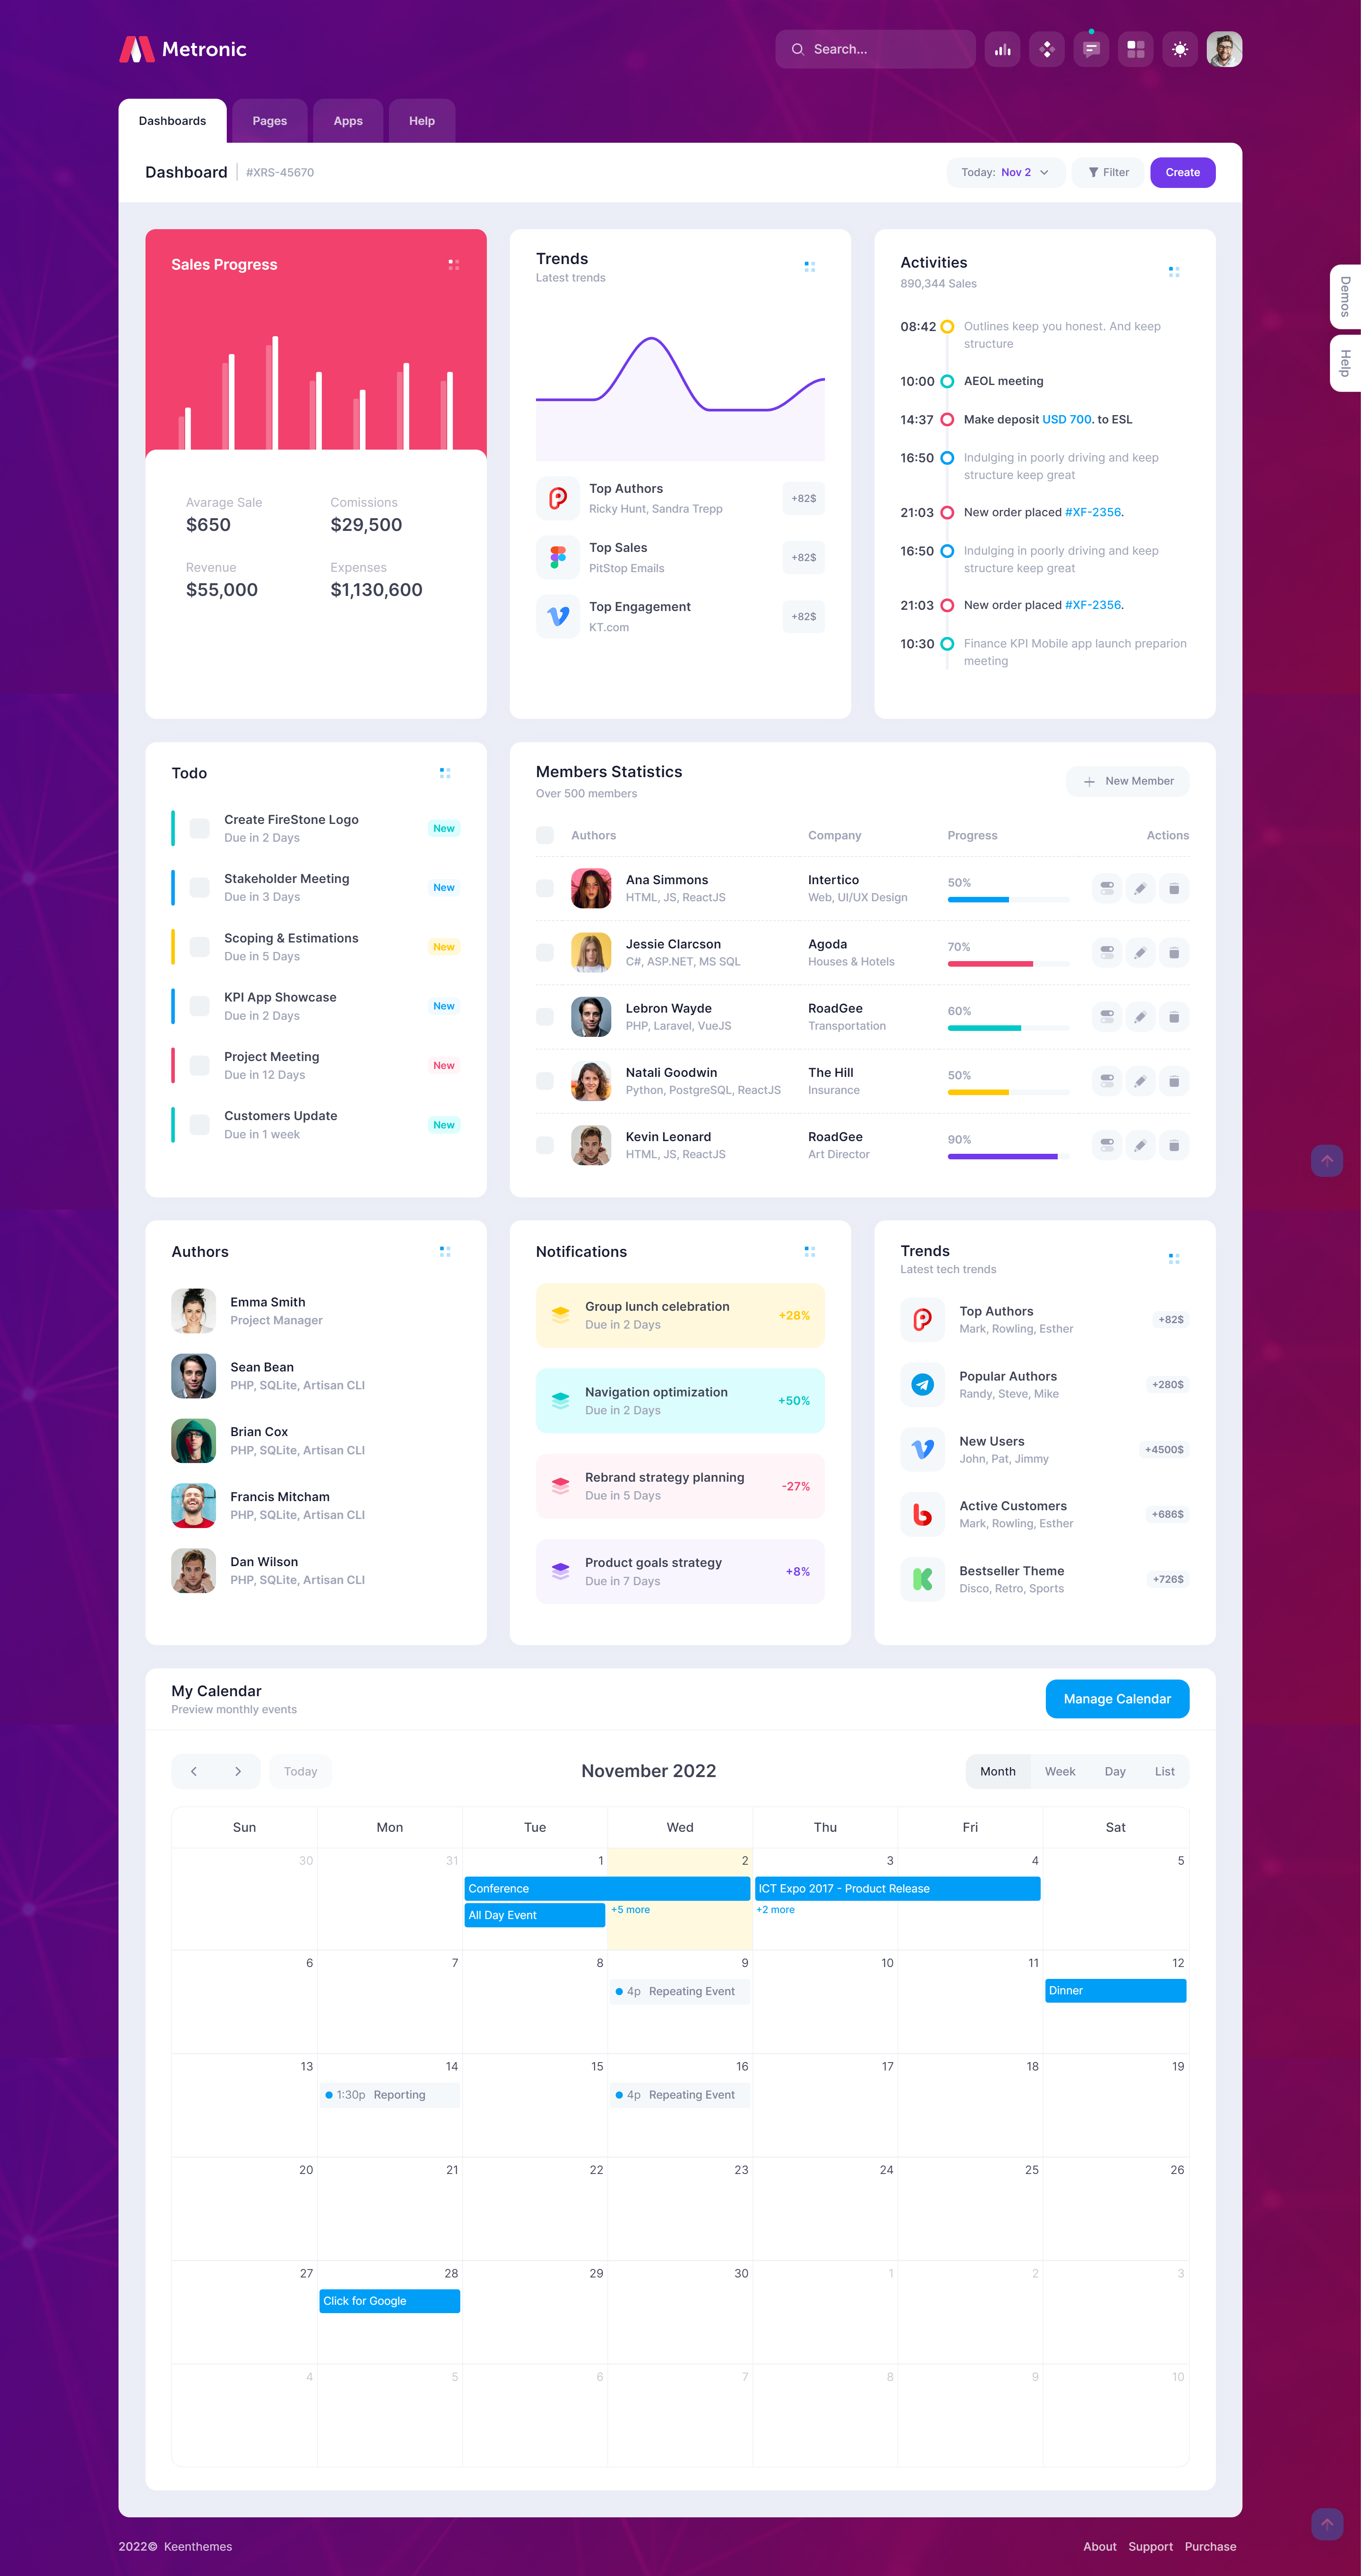 Metronic
Search...
Dashboards
Pages
Apps
Help
Dashboard
#XRS-45670
Today: Nov 2
Filter
Create
Demos
Help
Sales Progress
Avarage Sale
$650
Comissions
$29,500
Revenue
$55,000
Expenses
$1,130,600
Trends
Latest trends
Top Authors
Ricky Hunt, Sandra Trepp
+82$
Top Sales
PitStop Emails
+82$
Top Engagement
KT.com
+82$
Activities
890,344 Sales
08:42
Outlines keep you honest. And keep
structure
10:00
AEOL meeting
14:37
Make deposit USD 700. to ESL
16:50
Indulging in poorly driving and keep
structure keep great
21:03
New order placed #XF-2356.
16:50
Indulging in poorly driving and keep
structure keep great
21:03
New order placed #XF-2356.
10:30
Finance KPI Mobile app launch preparion
meeting
Todo
Create FireStone Logo
Due in 2 Days
New
Stakeholder Meeting
Due in 3 Days
New
Scoping & Estimations
Due in 5 Days
New
KPI App Showcase
Due in 2 Days
New
Project Meeting
Due in 12 Days
New
Customers Update
Due in 1 week
New
Members Statistics
Over 500 members
New Member
Authors
Company
Progress
Actions
Ana Simmons
HTML, JS, ReactJS
Intertico
Web, UI/UX Design
50%
Jessie Clarcson
C#, ASP.NET, MS SQL
Agoda
Houses & Hotels
70%
Lebron Wayde
PHP, Laravel, VueJS
RoadGee
Transportation
60%
Natali Goodwin
Python, PostgreSQL, ReactJS
The Hill
Insurance
50%
Kevin Leonard
HTML, JS, ReactJS
RoadGee
Art Director
90%
Authors
Emma Smith
Project Manager
Sean Bean
PHP, SQLite, Artisan CLI
Brian Cox
PHP, SQLite, Artisan CLI
Francis Mitcham
PHP, SQLite, Artisan CLI
Dan Wilson
PHP, SQLite, Artisan CLI
Notifications
Group lunch celebration
Due in 2 Days
+28%
Navigation optimization
Due in 2 Days
+50%
Rebrand strategy planning
Due in 5 Days
-27%
Product goals strategy
Due in 7 Days
+8%
Trends
Latest tech trends
Top Authors
Mark, Rowling, Esther
+82$
Popular Authors
Randy, Steve, Mike
+280$
New Users
John, Pat, Jimmy
+4500$
Active Customers
Mark, Rowling, Esther
+686$
Bestseller Theme
Disco, Retro, Sports
+726$
My Calendar
Preview monthly events
Manage Calendar
Today
November 2022
Month
Week
Day
List
Sun Mon Tue Wed Thu Fri Sat
30 31 1 2 3 4 5
Conference
ICT Expo 2017 - Product Release
All Day Event
+5 more
+2 more
6 7 8 9 10 11 12
4p Repeating Event
Dinner
13 14 15 16 17 18 19
1:30p Reporting
4p Repeating Event
20 21 22 23 24 25 26
27 28 29 30 1 2 3
Click for Google
4 5 6 7 8 9 10
2022© Keenthemes
About
Support
Purchase